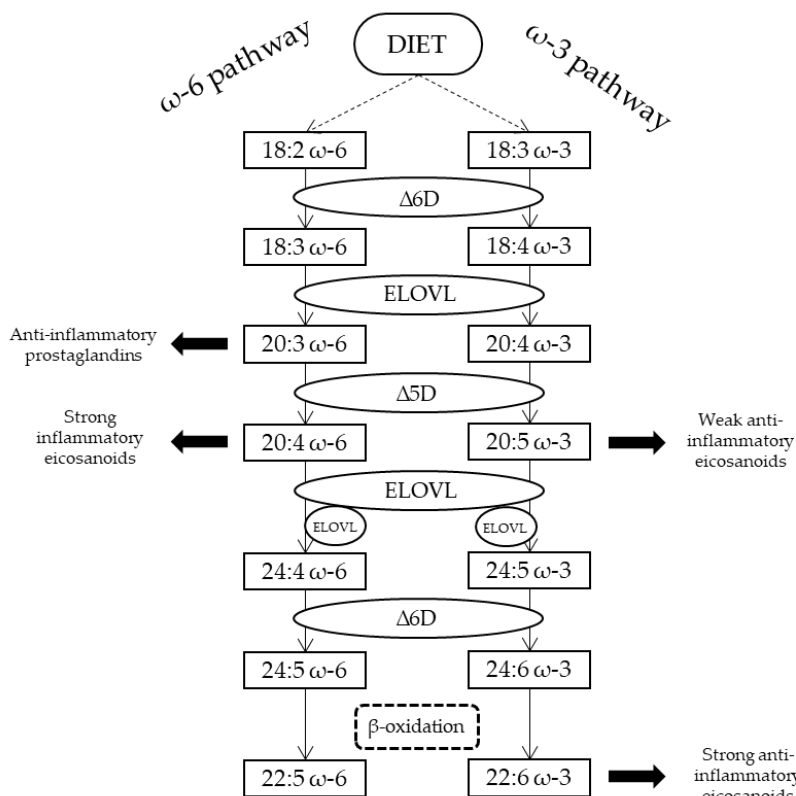 DIET
ω-6 pathway
ω-3 pathway
18:2 ω-6
18:3 ω-3
Δ6D
18:3 ω-6
18:4 ω-3
ELOVL
Anti-inflammatory
prostaglandins
20:3 ω-6
20:4 ω-3
Δ5D
Strong
inflammatory
eicosanoids
20:4 ω-6
20:5 ω-3
Weak anti-
inflammatory
eicosanoids
ELOVL
ELOVL
ELOVL
24:4 ω-6
24:5 ω-3
Δ6D
24:5 ω-6
24:6 ω-3
β-oxidation
22:5 ω-6
22:6 ω-3
Strong anti-
inflammatory
eicosanoids